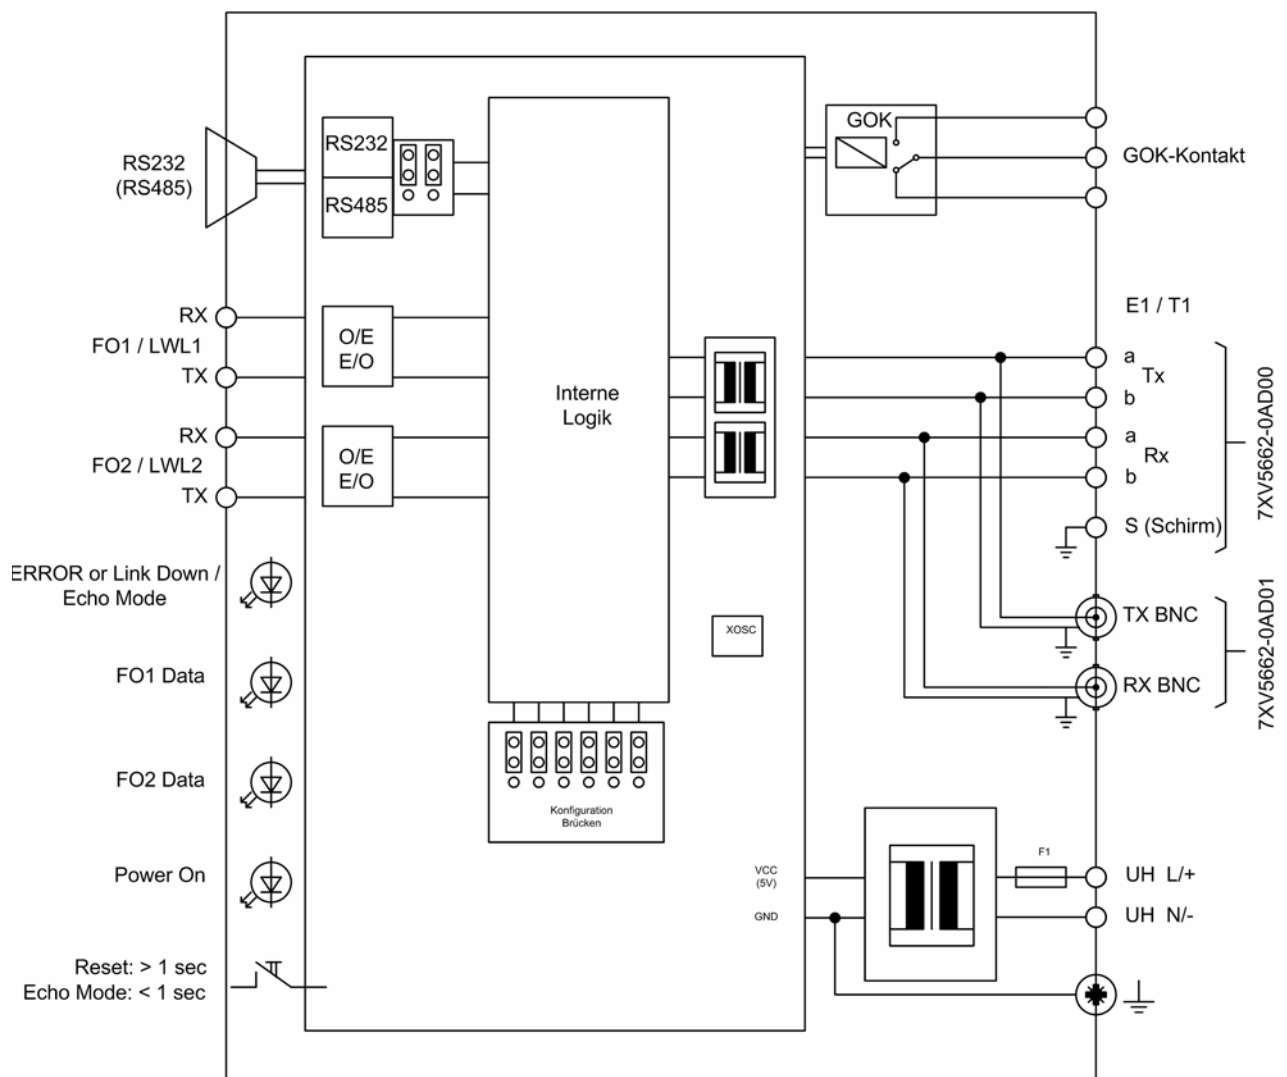 RS232
(RS485)
RS232
RS485
GOK
GOK-Kontakt
RX
FO1 / LWL1
TX
RX
FO2 / LWL2
TX
O/E
E/O
O/E
E/O
Interne
Logik
E1 / T1
a
Tx
b
a
Rx
b
S (Schirm)
7XV5662-0AD00
TX BNC
RX BNC
7XV5662-0AD01
ERROR or Link Down /
Echo Mode
FO1 Data
FO2 Data
Power On
Reset: > 1 sec
Echo Mode: < 1 sec
XOSC
Konfiguration
Brücken
VCC
(5V)
GND
F1
UH L/+
UH N/-